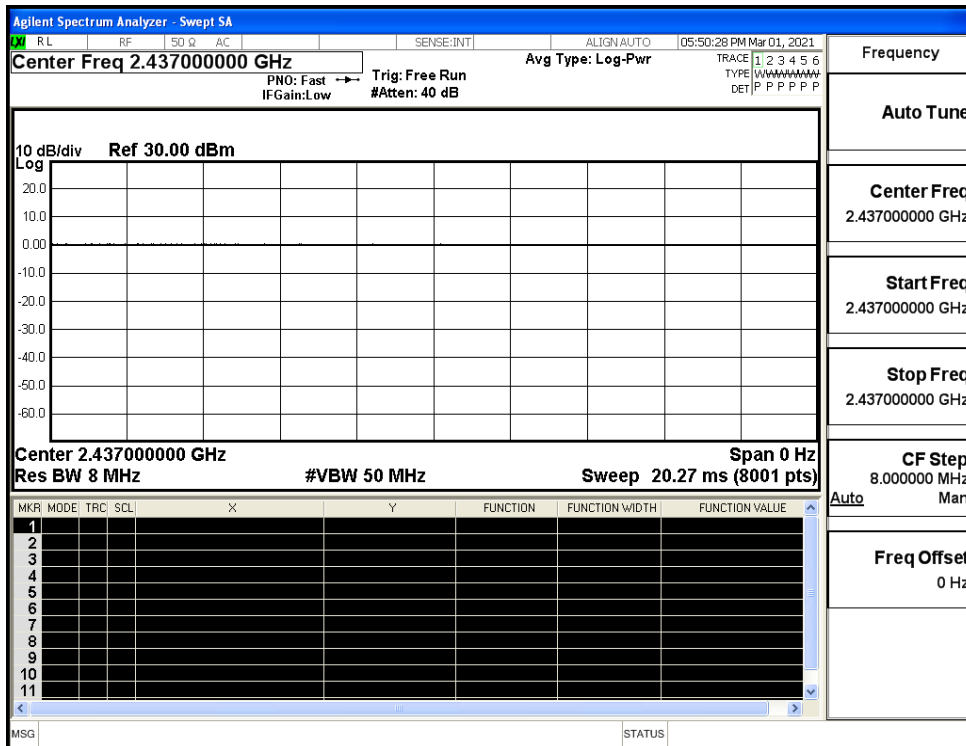 Agilent Spectrum Analyzer - Swept SA
LXI RL RF 50 Ω AC SENSE:INT ALIGNAUTO 05:50:28 PM Mar 01, 2021
Center Freq 2.437000000 GHz
PNO: Fast
IFGain:Low
Trig: Free Run
#Atten: 40 dB
Avg Type: Log-Pwr
TRACE 1 2 3 4 5 6
TYPE WWWWWW
DET P P P P P P
10 dB/div Ref 30.00 dBm
Log
20.0
10.0
0.00
-10.0
-20.0
-30.0
-40.0
-50.0
-60.0
Center 2.437000000 GHz Span 0 Hz
Res BW 8 MHz #VBW 50 MHz Sweep 20.27 ms (8001 pts)
MKR MODE TRC SCL X Y FUNCTION FUNCTION WIDTH FUNCTION VALUE
1
2
3
4
5
6
7
8
9
10
11
MSG STATUS
Frequency
Auto Tune
Center Freq
2.437000000 GHz
Start Freq
2.437000000 GHz
Stop Freq
2.437000000 GHz
CF Step
8.000000 MHz
Auto Man
Freq Offset
0 Hz